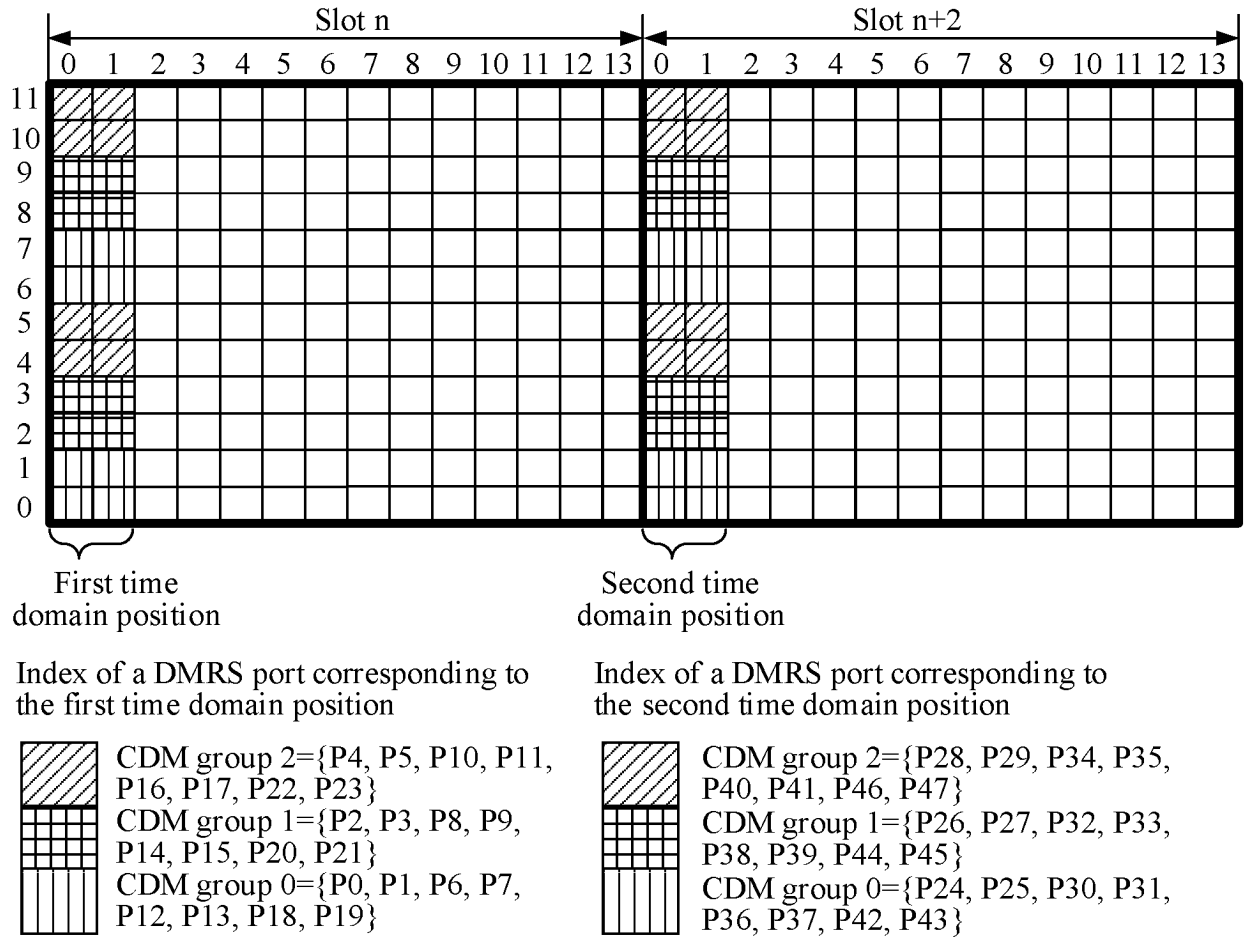 Slot n Slot n+2
0 1 2 3 4 5 6 7 8 9 10 11 12 13 0 1 2 3 4 5 6 7 8 9 10 11 12 13
11
10
9
8
7
6
5
4
3
2
1
0
First time
domain position
Second time
domain position
Index of a DMRS port corresponding to
the first time domain position
CDM group 2={P4, P5, P10, P11,
P16, P17, P22, P23}
CDM group 1={P2, P3, P8, P9,
P14, P15, P20, P21}
CDM group 0={P0, P1, P6, P7,
P12, P13, P18, P19}
Index of a DMRS port corresponding to
the second time domain position
CDM group 2={P28, P29, P34, P35,
P40, P41, P46, P47}
CDM group 1={P26, P27, P32, P33,
P38, P39, P44, P45}
CDM group 0={P24, P25, P30, P31,
P36, P37, P42, P43}